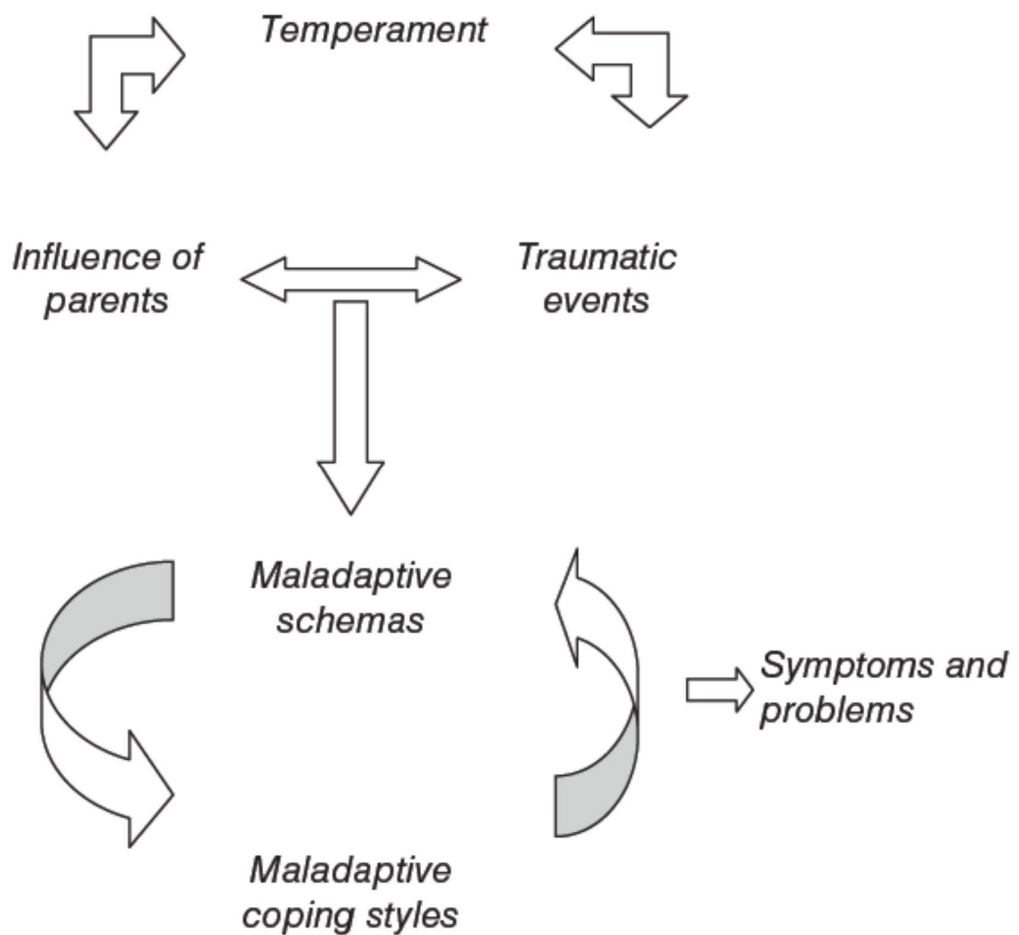 Temperament
Influence of
parents
Traumatic
events
Maladaptive
schemas
Symptoms and
problems
Maladaptive
coping styles